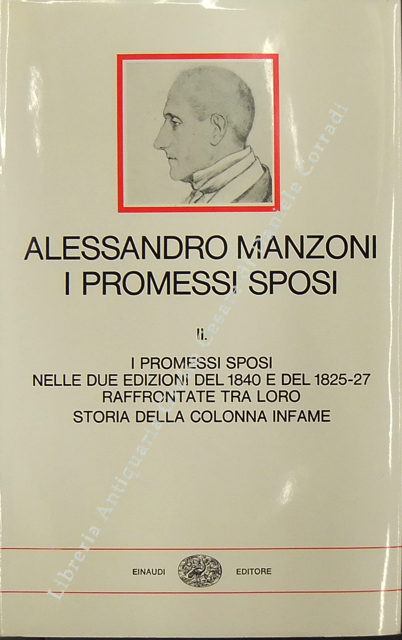 ALESSANDRO MANZONI
I PROMESSI SPOSI
II.
I PROMESSI SPOSI
NELLE DUE EDIZIONI DEL 1840 E DEL 1825-27
RAFFRONTATE TRA LORO
STORIA DELLA COLONNA INFAME
EINAUDI EDITORE